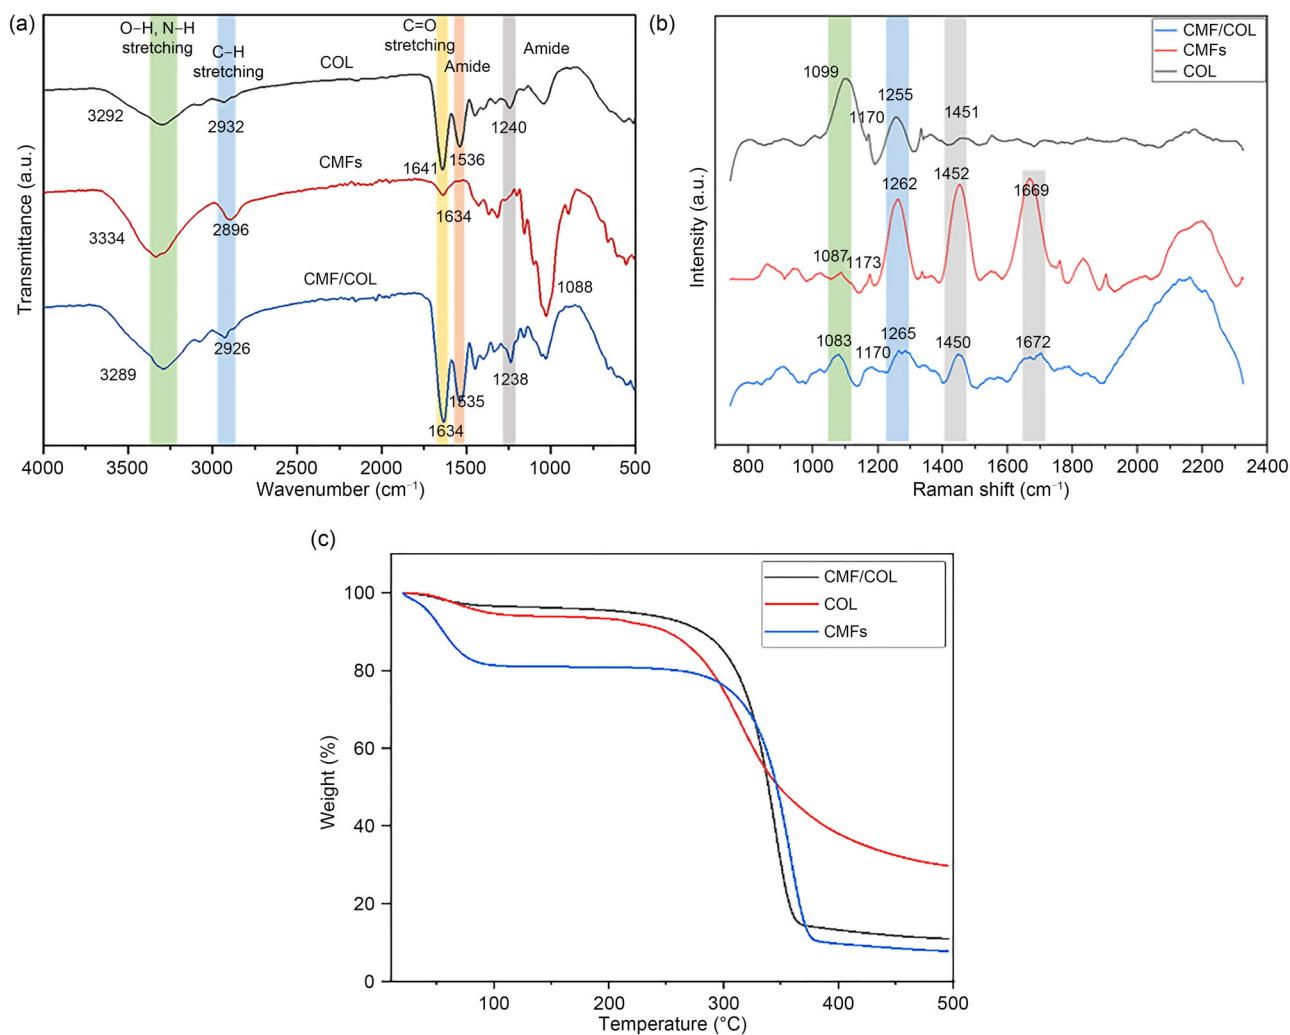 (a)
O–H, N–H
stretching
C–H
stretching
C=O
stretching
Amide
Amide
COL
3292
2932
1641
1536
1240
CMFs
3334
2896
1634
1088
CMF/COL
3289
2926
1634
1535
1238
Transmittance (a.u.)
4000 3500 3000 2500 2000 1500 1000 500
Wavenumber (cm⁻¹)
(b)
CMF/COL
CMFs
COL
1099
1170
1255
1451
1087
1173
1262
1452
1669
1083
1170
1265
1450
1672
Intensity (a.u.)
800 1000 1200 1400 1600 1800 2000 2200 2400
Raman shift (cm⁻¹)
(c)
CMF/COL
COL
CMFs
100
80
60
40
20
0
Weight (%)
100 200 300 400 500
Temperature (°C)